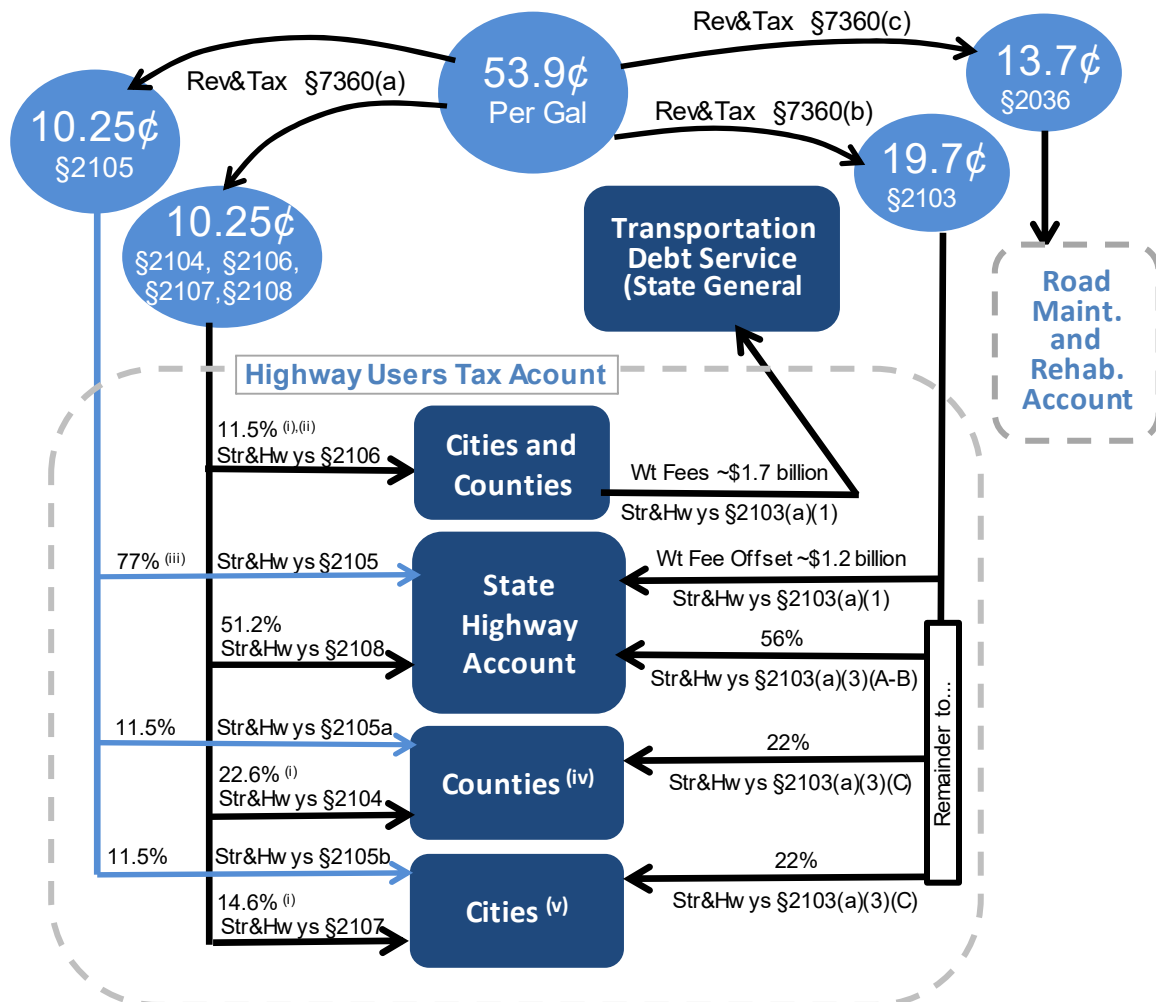 Rev&Tax §7360(c)
53.9¢
Per Gal
13.7¢
§2036
Rev&Tax §7360(a)
Rev&Tax §7360(b)
10.25¢
§2105
19.7¢
§2103
10.25¢
§2104, §2106,
§2107,§2108
Transportation
Debt Service
(State General
Road
Maint.
and
Rehab.
Account
Highway Users Tax Acount
11.5% (i),(ii)
Str&Hw ys §2106
Cities and
Counties
Wt Fees ~$1.7 billion
Str&Hw ys §2103(a)(1)
77% (iii)
Str&Hw ys §2105
State
Highway
Account
Wt Fee Offset ~$1.2 billion
Str&Hw ys §2103(a)(1)
51.2%
Str&Hw ys §2108
56%
Str&Hw ys §2103(a)(3)(A-B)
Remainder to...
11.5%
Str&Hw ys §2105a
22.6% (i)
Str&Hw ys §2104
Counties (iv)
22%
Str&Hw ys §2103(a)(3)(C)
11.5%
Str&Hw ys §2105b
14.6% (i)
Str&Hw ys §2107
Cities (v)
22%
Str&Hw ys §2103(a)(3)(C)